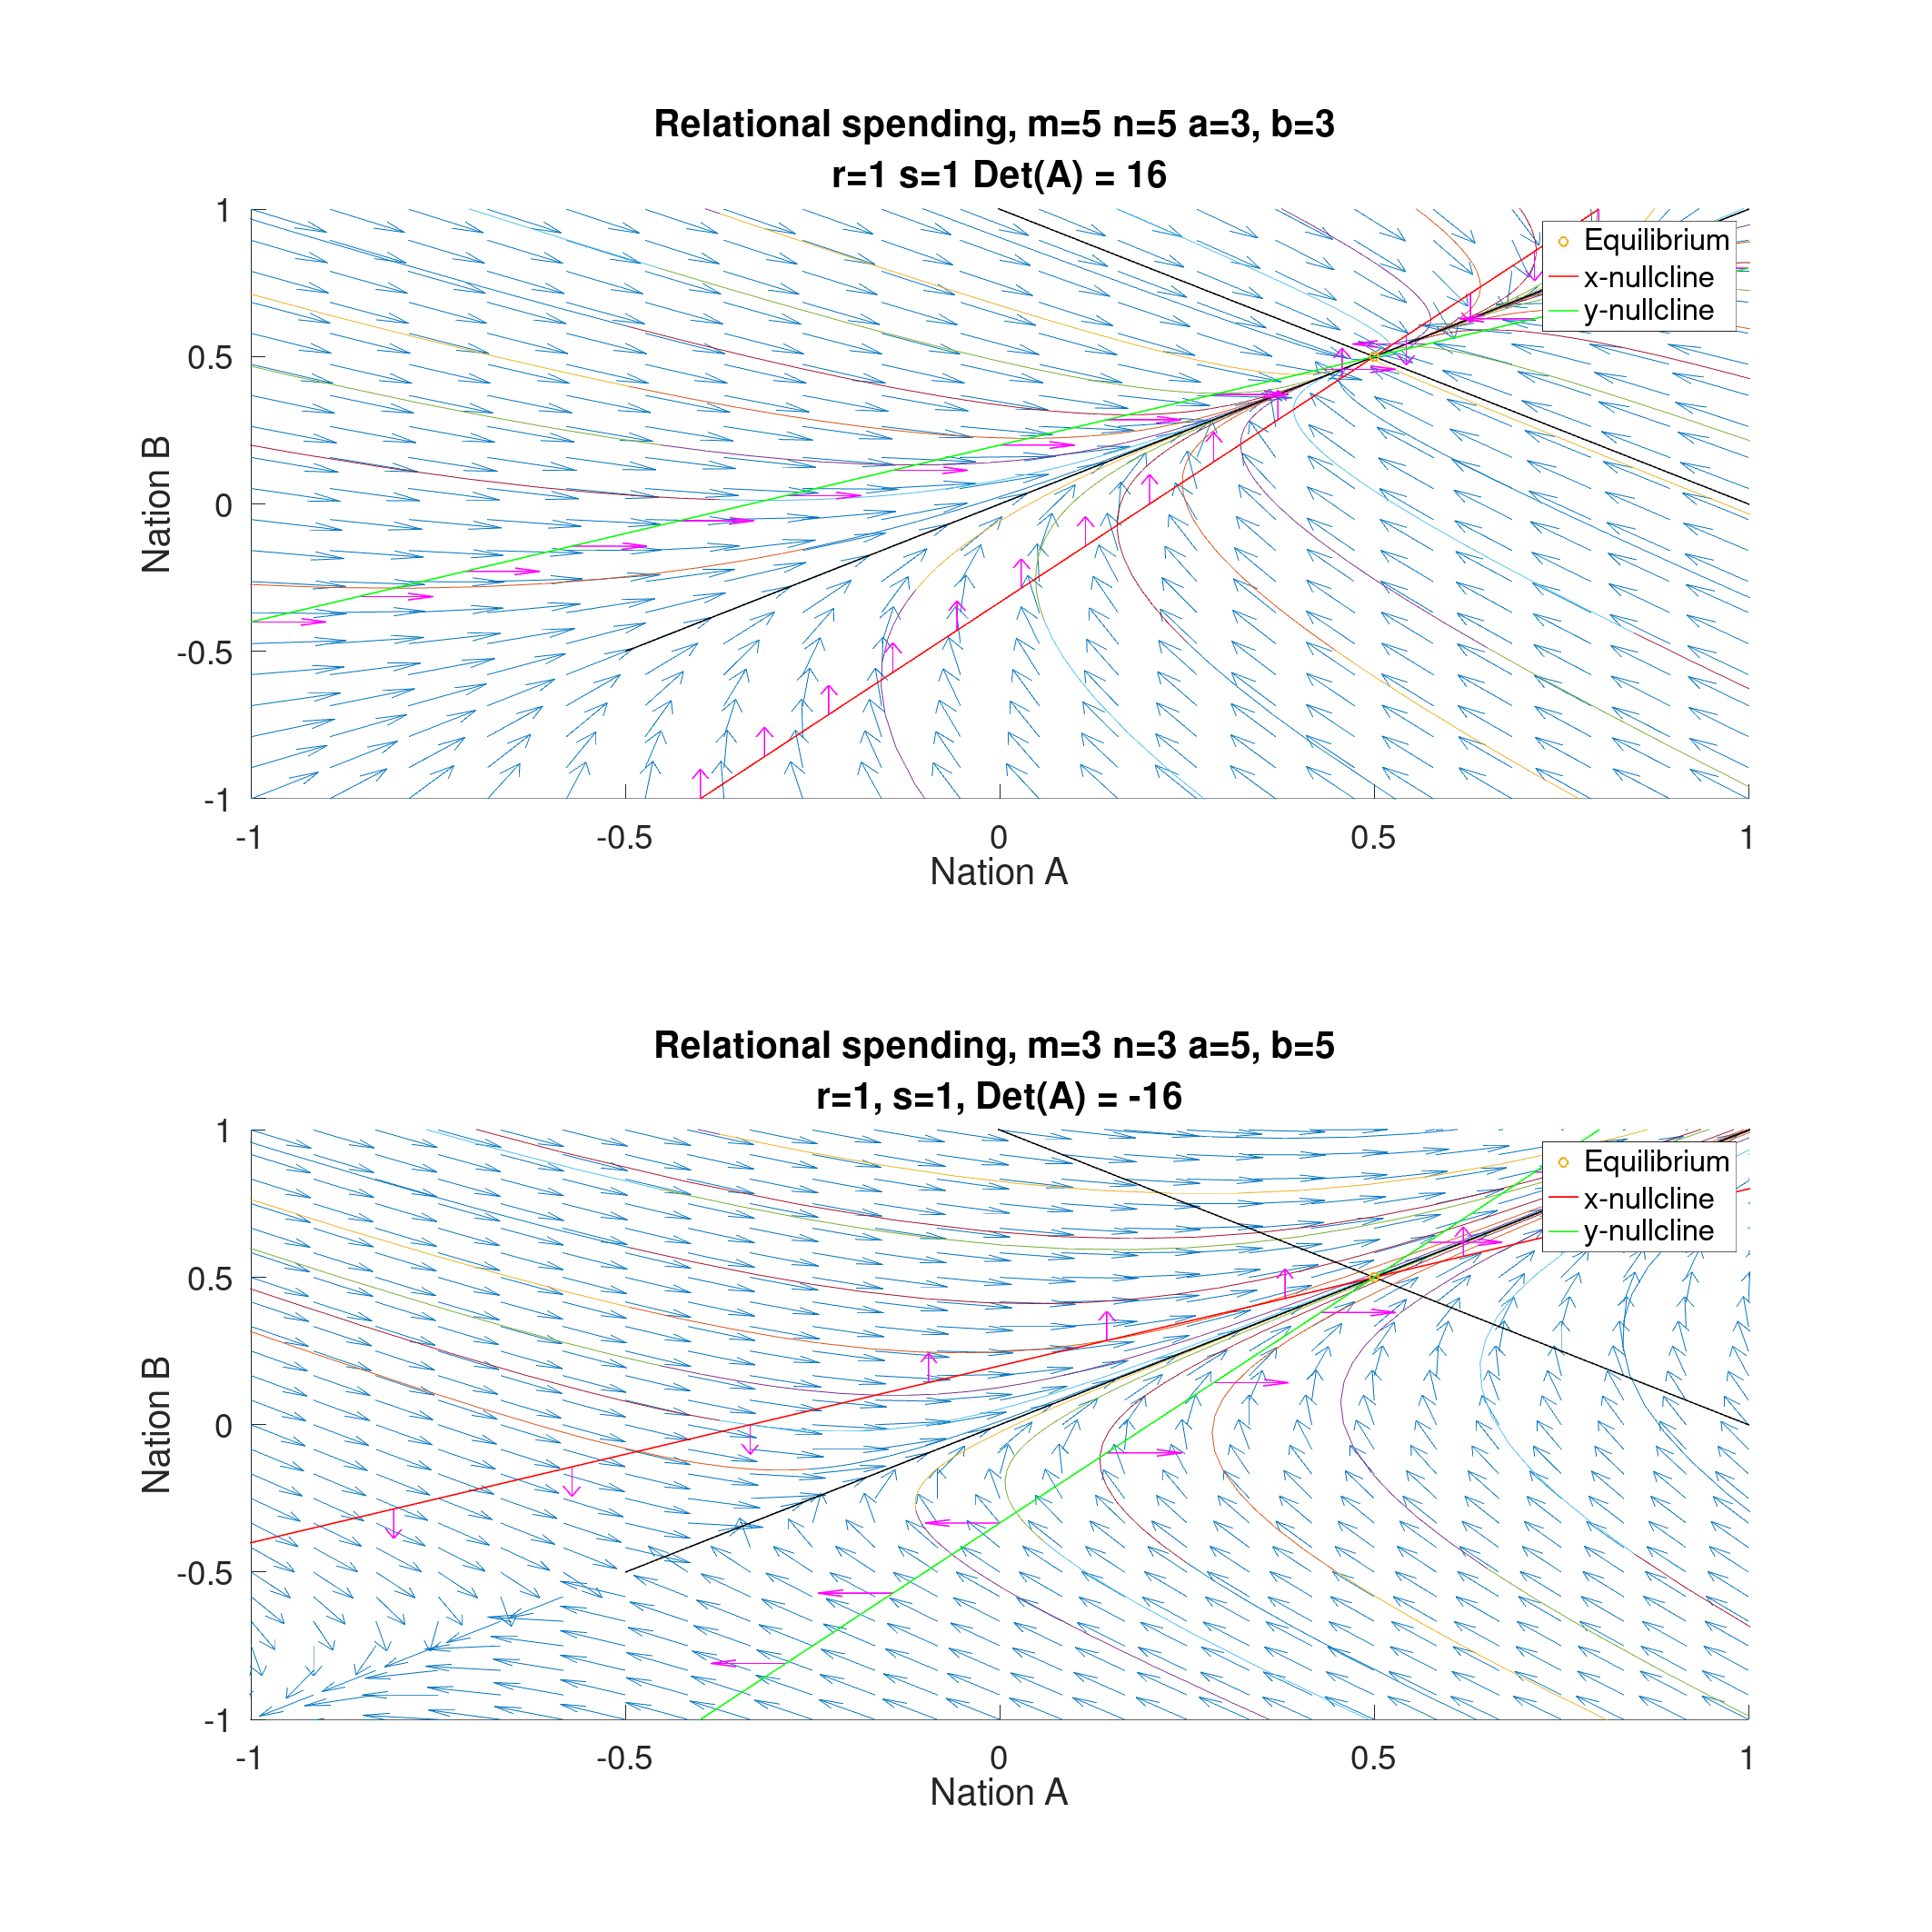 Relational spending, m=5 n=5 a=3, b=3
r=1 s=1 Det(A) = 16
1
0.5
0
-0.5
-1
Nation B
Equilibrium
x-nullcline
y-nullcline
-1 -0.5 0 0.5 1
Nation A
Relational spending, m=3 n=3 a=5, b=5
r=1, s=1, Det(A) = -16
1
0.5
0
-0.5
-1
Nation B
Equilibrium
x-nullcline
y-nullcline
-1 -0.5 0 0.5 1
Nation A